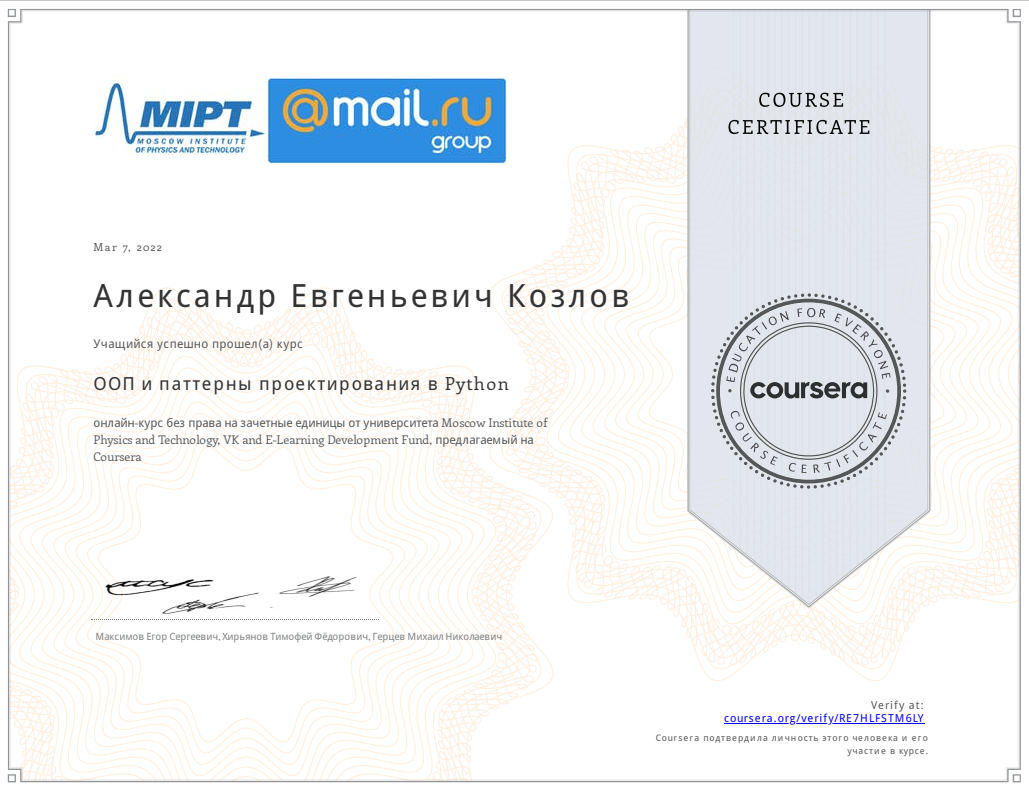 MIPT
MOSCOW INSTITUTE
OF PHYSICS AND TECHNOLOGY
@mail.ru
group
COURSE
CERTIFICATE
Mar 7, 2022
Александр Евгеньевич Козлов
Учащийся успешно прошел(а) курс
ООП и паттерны проектирования в Python
онлайн-курс без права на зачетные единицы от университета Moscow Institute of
Physics and Technology, VK and E-Learning Development Fund, предлагаемый на
Coursera
EDUCATION FOR EVERYONE
coursera
COURSE CERTIFICATE
Максимов Егор Сергеевич, Хирьянов Тимофей Фёдорович, Герцев Михаил Николаевич
Verify at:
coursera.org/verify/RE7HLFSTM6LY
Coursera подтвердила личность этого человека и его
участие в курсе.